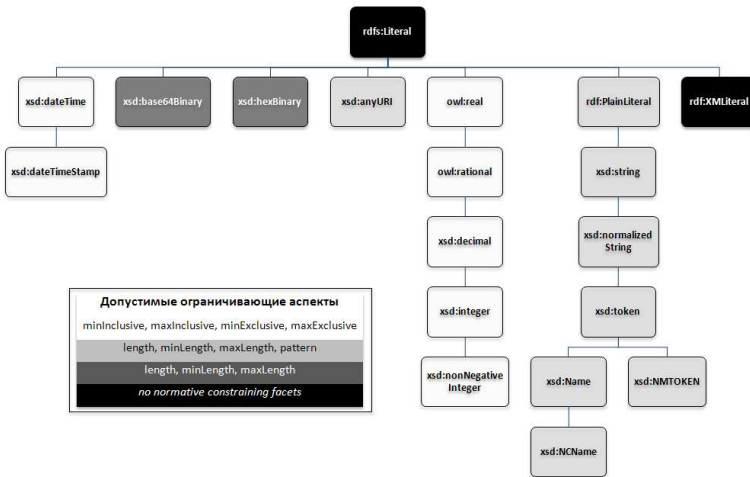 rdfs:Literal
xsd:dateTime
xsd:base64Binary
xsd:hexBinary
xsd:anyURI
owl:real
rdf:PlainLiteral
rdf:XMLLiteral
xsd:dateTimeStamp
owl:rational
xsd:string
xsd:decimal
xsd:normalized
String
xsd:integer
xsd:token
xsd:nonNegative
Integer
xsd:Name
xsd:NMTOKEN
xsd:NCName
Допустимые ограничивающие аспекты
minInclusive, maxInclusive, minExclusive, maxExclusive
length, minLength, maxLength, pattern
length, minLength, maxLength
no normative constraining facets